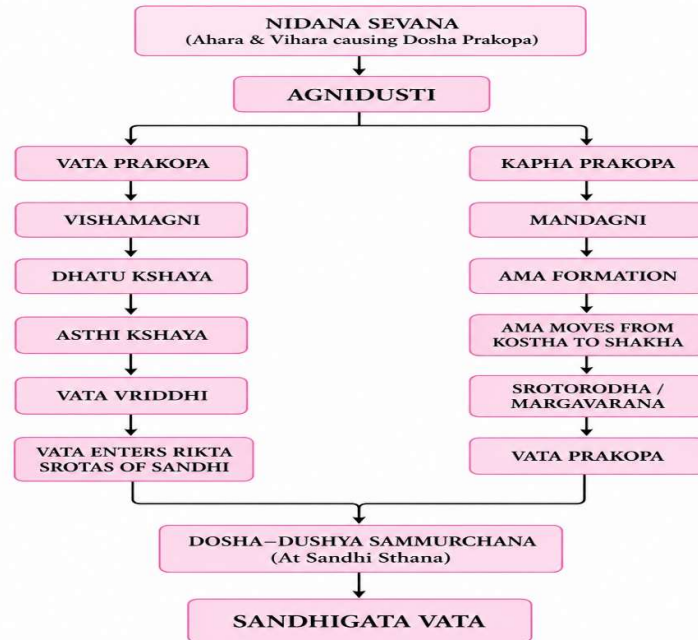 NIDANA SEVANA
(Ahara & Vihara causing Dosha Prakopa)
AGNIDUSTI
VATA PRAKOPA
VISHAMAGNI
DHATU KSHAYA
ASTHI KSHAYA
VATA VRIDDHI
VATA ENTERS RIKTA
SROTAS OF SANDHI
KAPHA PRAKOPA
MANDAGNI
AMA FORMATION
AMA MOVES FROM
KOSTHA TO SHAKHA
SROTORODHA /
MARGAVARANA
VATA PRAKOPA
DOSHA–DUSHYA SAMMURCHANA
(At Sandhi Sthana)
SANDHIGATA VATA